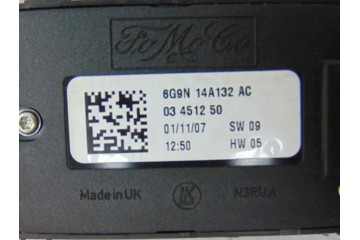 FoMoCo
6G9N 14A132 AC
03 4512 50
01/11/07 SW 09
12:50 HW 05
Made in UK LK N3RUA